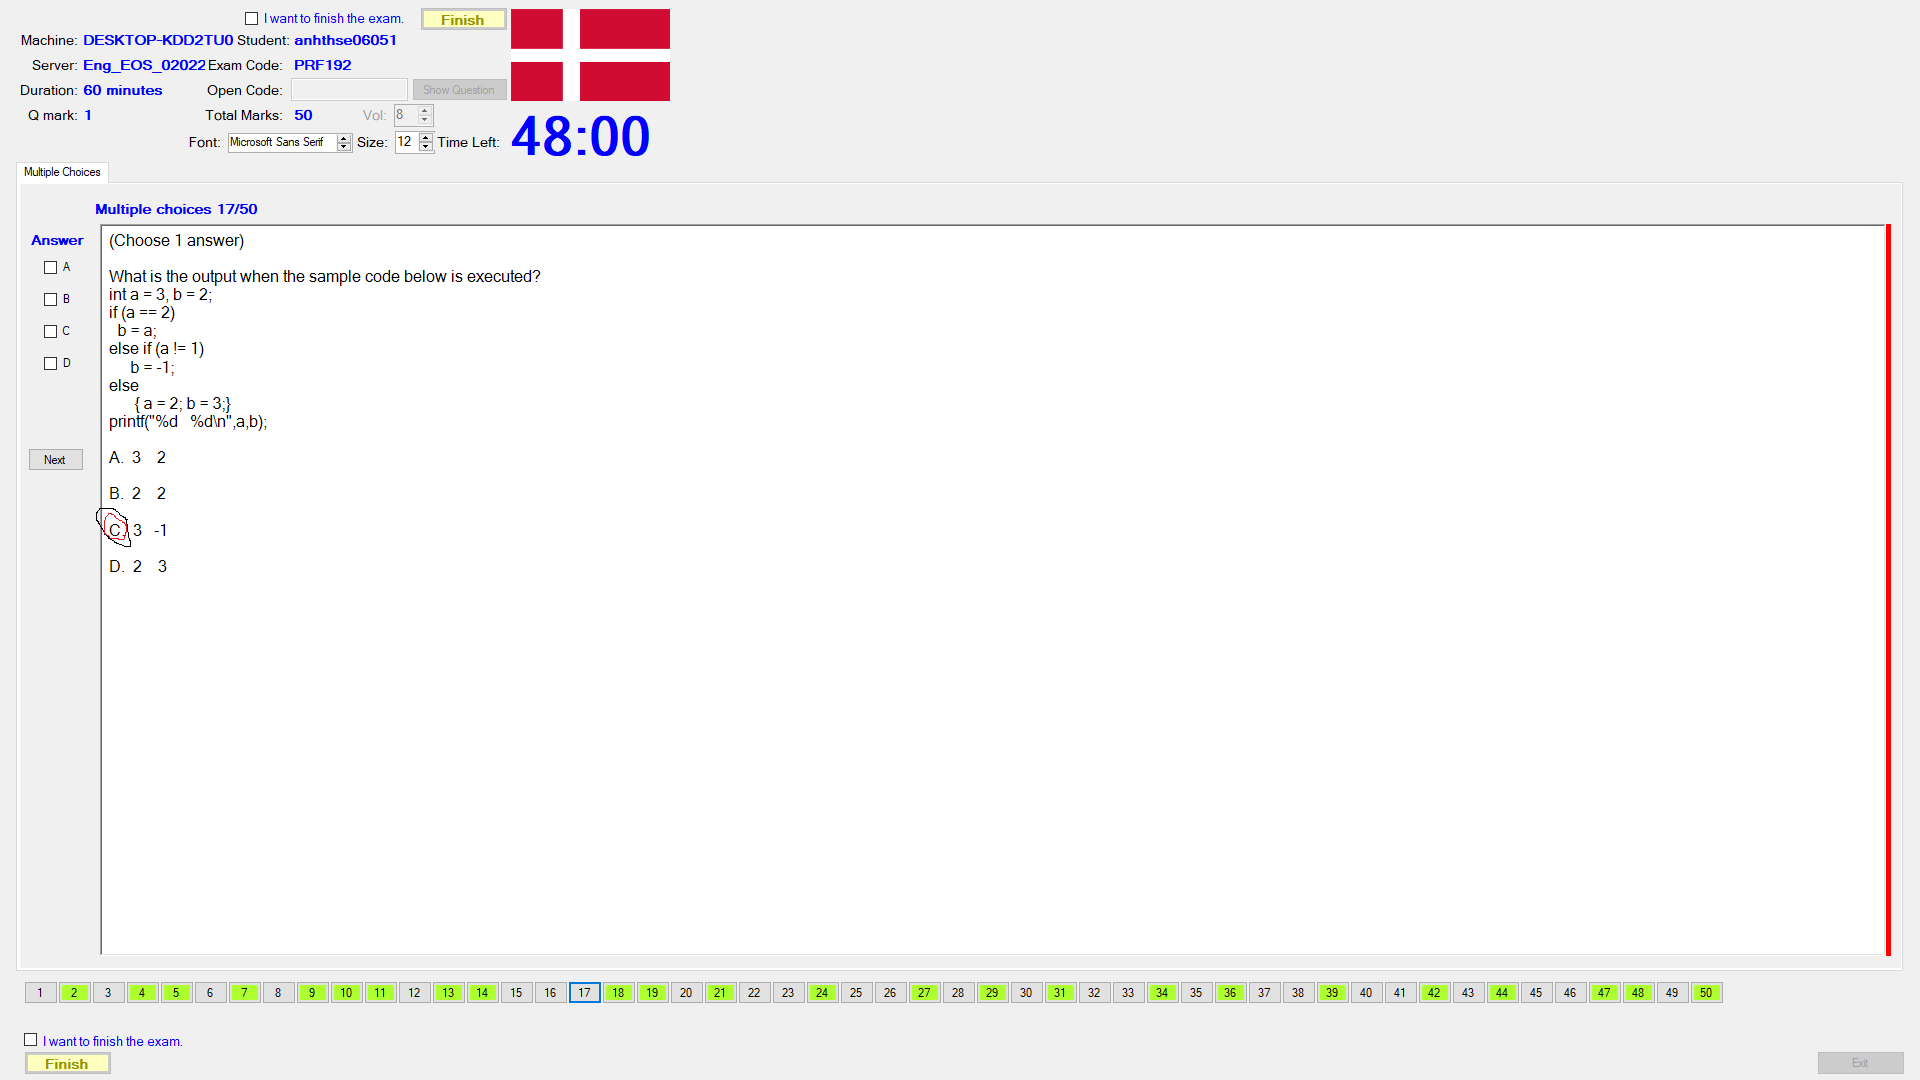 I want to finish the exam.
Finish
Machine: DESKTOP-KDD2TU0 Student: anhthse06051
Server: Eng_EOS_02022 Exam Code: PRF192
Duration: 60 minutes Open Code: Show Question
Q mark: 1 Total Marks: 50 Vol: 8
Font: Microsoft Sans Serif Size: 12 Time Left: 48:00
Multiple Choices
Multiple choices 17/50
Answer
A
B
C
D
Next
(Choose 1 answer)
What is the output when the sample code below is executed?
int a = 3, b = 2;
if (a == 2)
b = a;
else if (a != 1)
b = -1;
else
{ a = 2; b = 3;}
printf("%d   %d\n",a,b);
A. 3 2
B. 2 2
C. 3 -1
D. 2 3
1 2 3 4 5 6 7 8 9 10 11 12 13 14 15 16 17 18 19 20 21 22 23 24 25 26 27 28 29 30 31 32 33 34 35 36 37 38 39 40 41 42 43 44 45 46 47 48 49 50
I want to finish the exam.
Finish
Exit